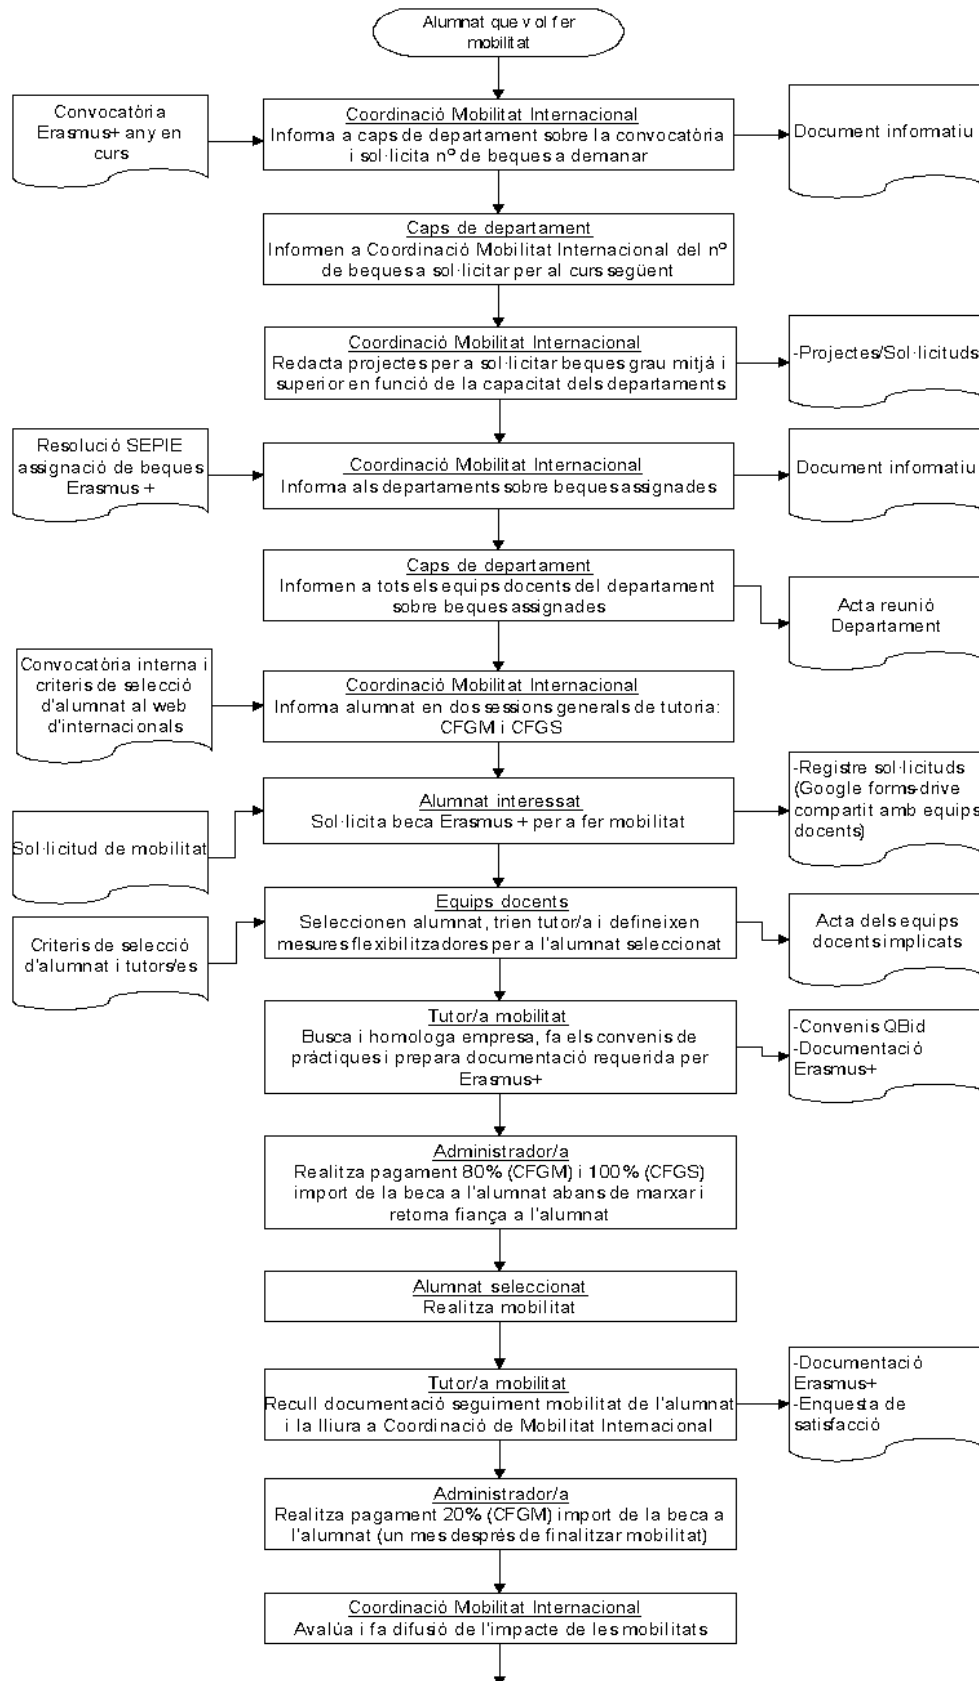 Alumnat que vol fer
mobilitat
Convocatòria
Erasmus+ any en
curs
Coordinació Mobilitat Internacional
Informa a caps de departament sobre la convocatòria
i sol·licita nº de beques a demanar
Document informatiu
Caps de departament
Informen a Coordinació Mobilitat Internacional del nº
de beques a sol·licitar per al curs següent
Coordinació Mobilitat Internacional
Redacta projectes per a sol·licitar beques grau mitjà i
superior en funció de la capacitat dels departaments
-Projectes/Sol·licituds
Resolució SEPIE
assignació de beques
Erasmus +
Coordinació Mobilitat Internacional
Informa als departaments sobre beques assignades
Document informatiu
Caps de departament
Informen a tots els equips docents del departament
sobre beques assignades
Acta reunió
Departament
Convocatòria interna i
criteris de selecció
d'alumnat al web
d'internacionals
Coordinació Mobilitat Internacional
Informa alumnat en dos sessions generals de tutoria:
CFGM i CFGS
Sol·licitud de mobilitat
Alumnat interessat
Sol·licita beca Erasmus + per a fer mobilitat
-Registre sol·licituds
(Google forms-drive
compartit amb equips
docents)
Criteris de selecció
d'alumnat i tutors/es
Equips docents
Seleccionen alumnat, trien tutor/a i defineixen
mesures flexibilitzadores per a l'alumnat seleccionat
Acta dels equips
docents implicats
Tutor/a mobilitat
Busca i homologa empresa, fa els convenis de
pràctiques i prepara documentació requerida per
Erasmus+
-Convenis QBid
-Documentació
Erasmus+
Administrador/a
Realitza pagament 80% (CFGM) i 100% (CFGS)
import de la beca a l'alumnat abans de marxar i
retorna fiança a l'alumnat
Alumnat seleccionat
Realitza mobilitat
Tutor/a mobilitat
Recull documentació seguiment mobilitat de l'alumnat
i la lliura a Coordinació de Mobilitat Internacional
-Documentació
Erasmus+
-Enquesta de
satisfacció
Administrador/a
Realitza pagament 20% (CFGM) import de la beca a
l'alumnat (un mes després de finalitzar mobilitat)
Coordinació Mobilitat Internacional
Avalúa i fa difusió de l'impacte de les mobilitats